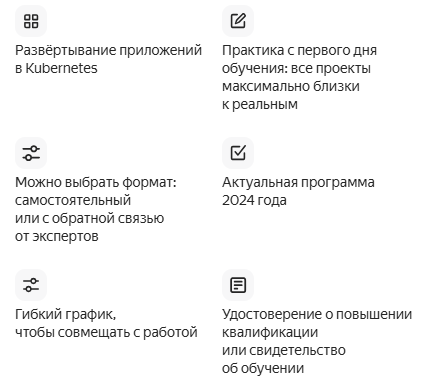 Развёртывание приложений
в Kubernetes
Практика с первого дня
обучения: все проекты
максимально близки
к реальным
Можно выбрать формат:
самостоятельный
или с обратной связью
от экспертов
Актуальная программа
2024 года
Гибкий график,
чтобы совмещать с работой
Удостоверение о повышении
квалификации
или свидетельство
об обучении